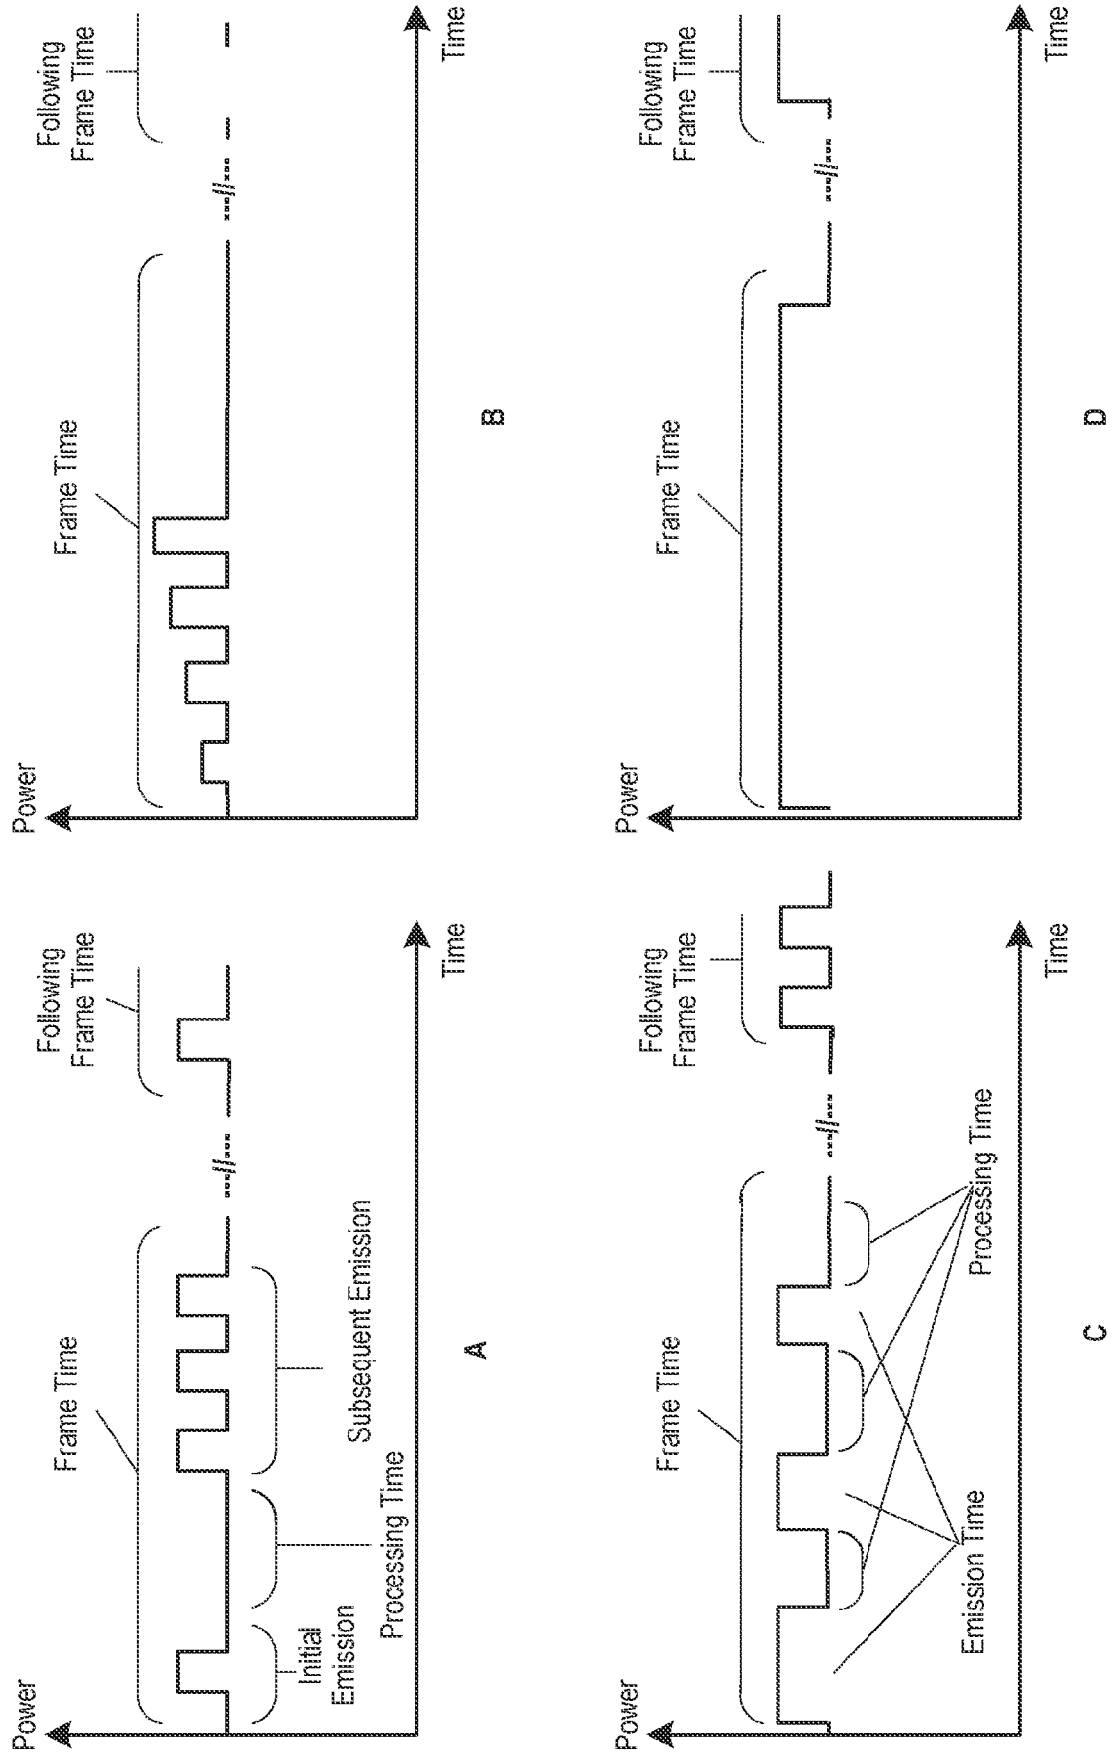 Power
Frame Time
Following
Frame Time
Initial
Emission
Processing Time
Subsequent Emission
Time
A
Power
Frame Time
Following
Frame Time
Time
B
Power
Frame Time
Following
Frame Time
Emission Time
Processing Time
Time
C
Power
Frame Time
Following
Frame Time
Time
D